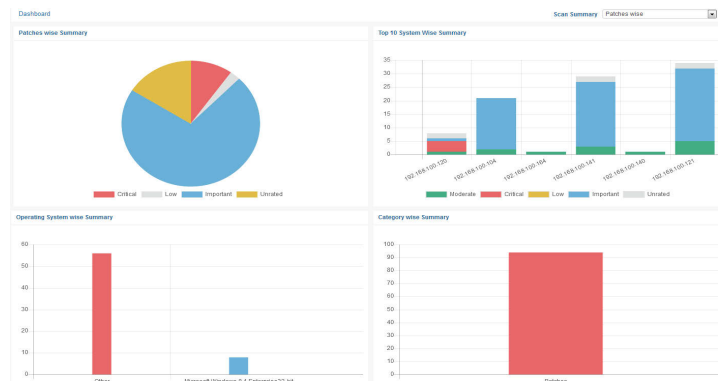 Dashboard
Scan Summary Patches wise
Patches wise Summary
Critical Low Important Unrated
Top 10 System Wise Summary
35
30
25
20
15
10
5
0
192.168.100.120 192.168.100.104 192.168.100.164 192.168.100.141 192.168.100.140 192.168.100.121
Moderate Critical Low Important Unrated
Operating System wise Summary
60
50
40
30
20
10
0
Other
Category wise Summary
100
90
80
70
60
50
40
30
20
10
0
Patches